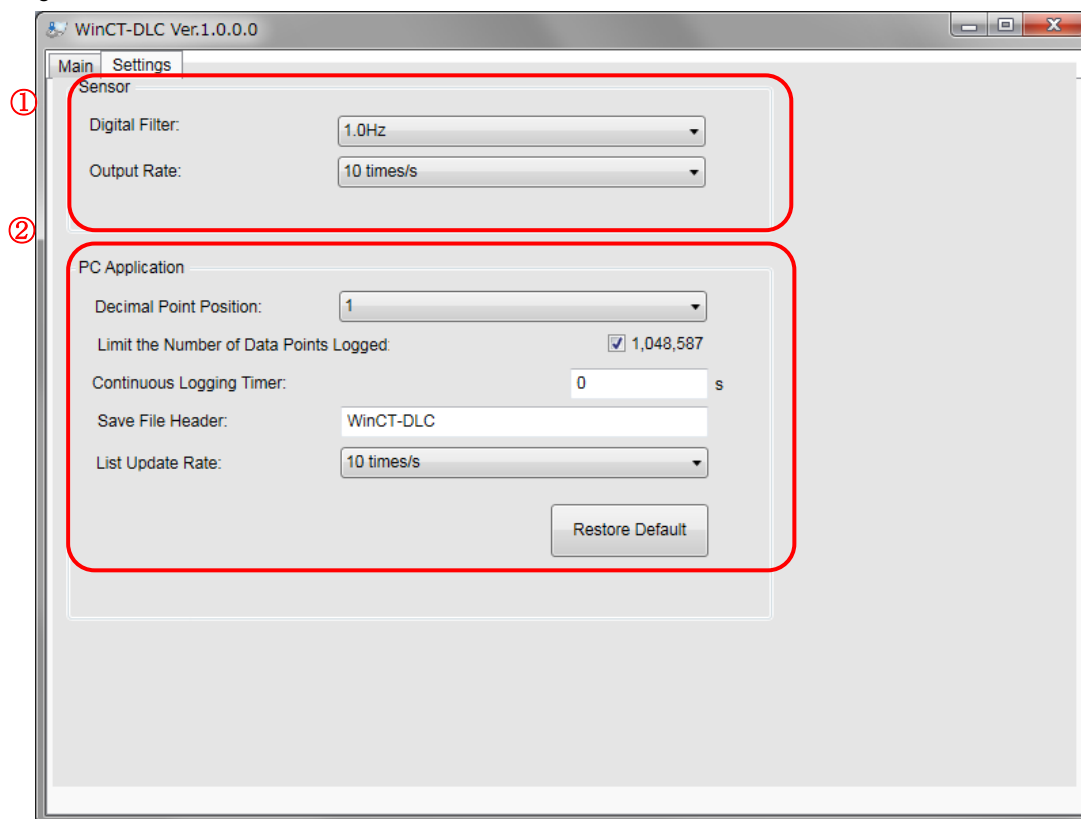 WinCT-DLC Ver.1.0.0.0
Main Settings
①
Sensor
Digital Filter: 1.0Hz
Output Rate: 10 times/s
②
PC Application
Decimal Point Position: 1
Limit the Number of Data Points Logged: 1,048,587
Continuous Logging Timer: 0 s
Save File Header: WinCT-DLC
List Update Rate: 10 times/s
Restore Default